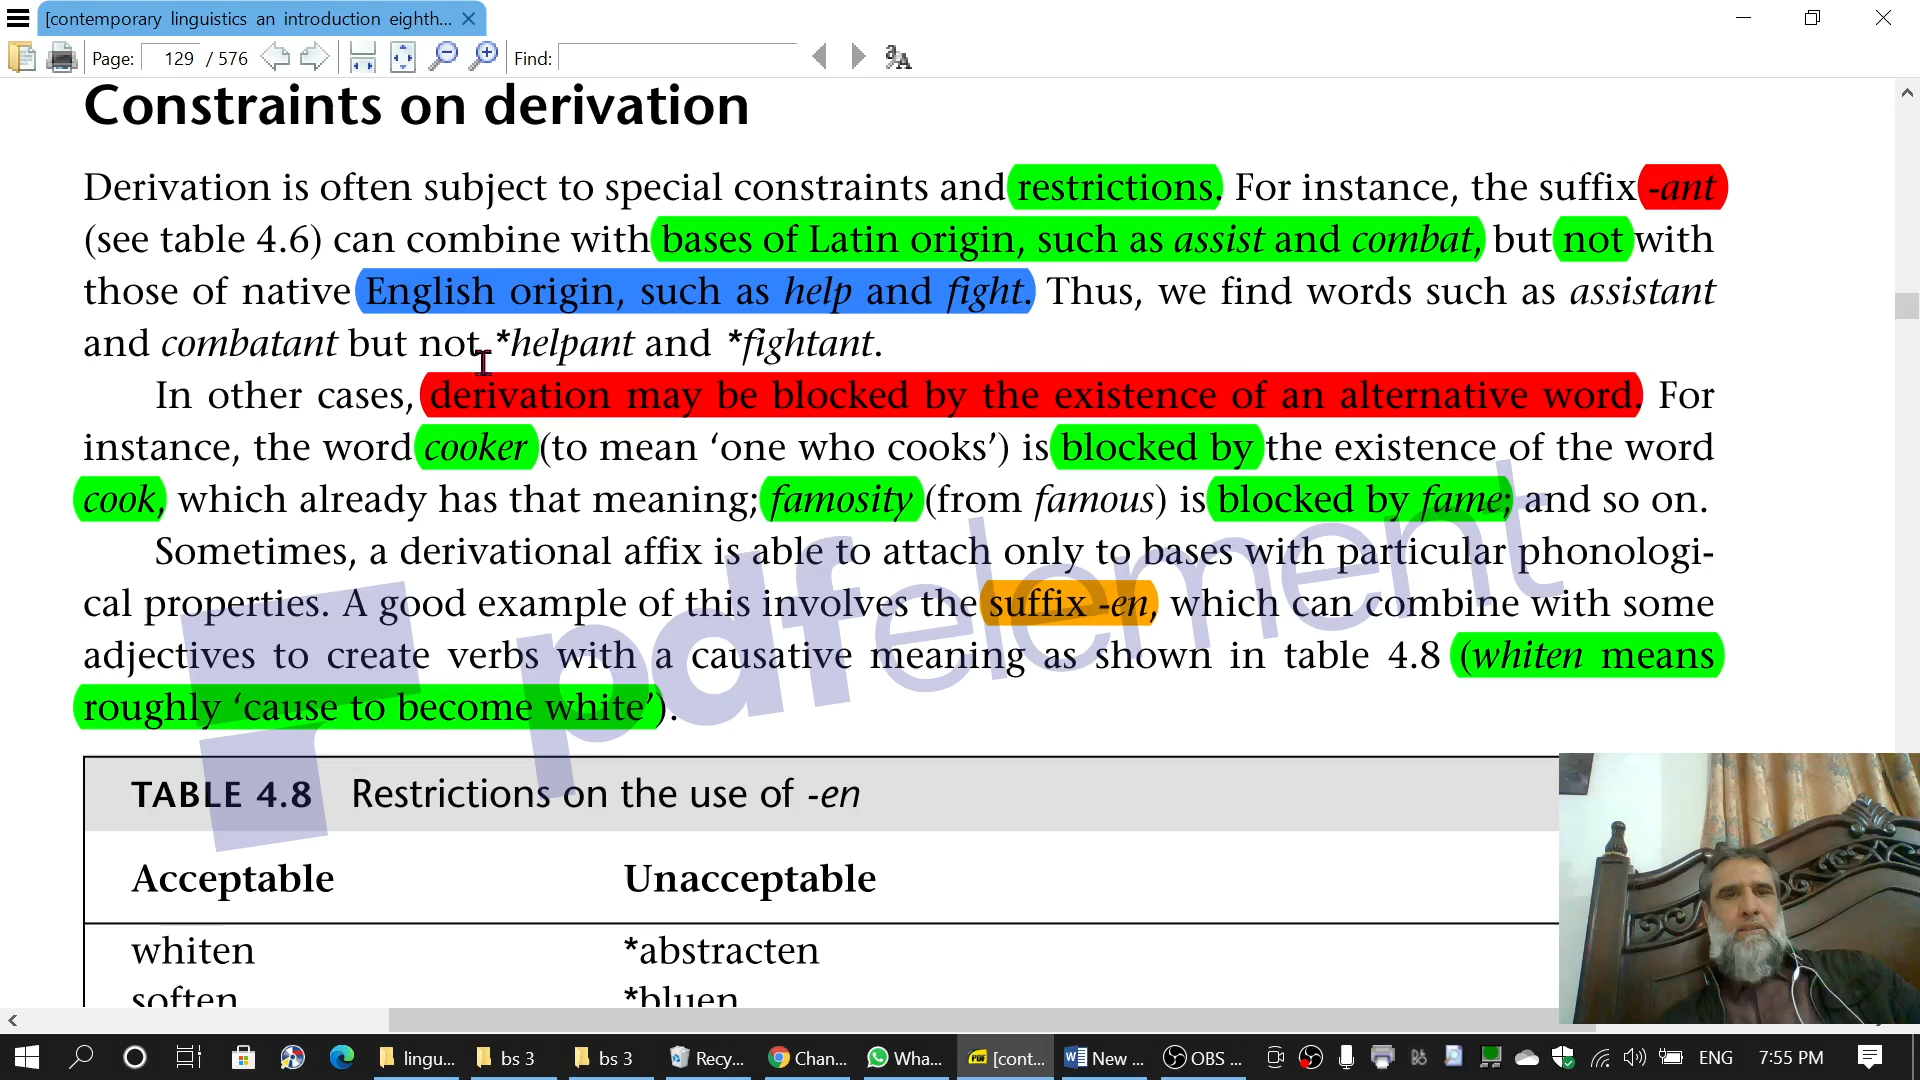 [contemporary linguistics an introduction eighth...
Page: 129 / 576 Find:
Constraints on derivation
Derivation is often subject to special constraints and restrictions. For instance, the suffix -ant
(see table 4.6) can combine with bases of Latin origin, such as assist and combat, but not with
those of native English origin, such as help and fight. Thus, we find words such as assistant
and combatant but not *helpant and *fightant.
In other cases, derivation may be blocked by the existence of an alternative word. For
instance, the word cooker (to mean ‘one who cooks’) is blocked by the existence of the word
cook, which already has that meaning; famosity (from famous) is blocked by fame; and so on.
Sometimes, a derivational affix is able to attach only to bases with particular phonologi-
cal properties. A good example of this involves the suffix -en, which can combine with some
adjectives to create verbs with a causative meaning as shown in table 4.8 (whiten means
roughly ‘cause to become white’).
pdfelement
TABLE 4.8 Restrictions on the use of -en
Acceptable Unacceptable
whiten *abstracten
soften *bluen
lingu... bs 3 bs 3 Recy... Chan... Wha... [cont... New ... OBS ... ENG 7:55 PM